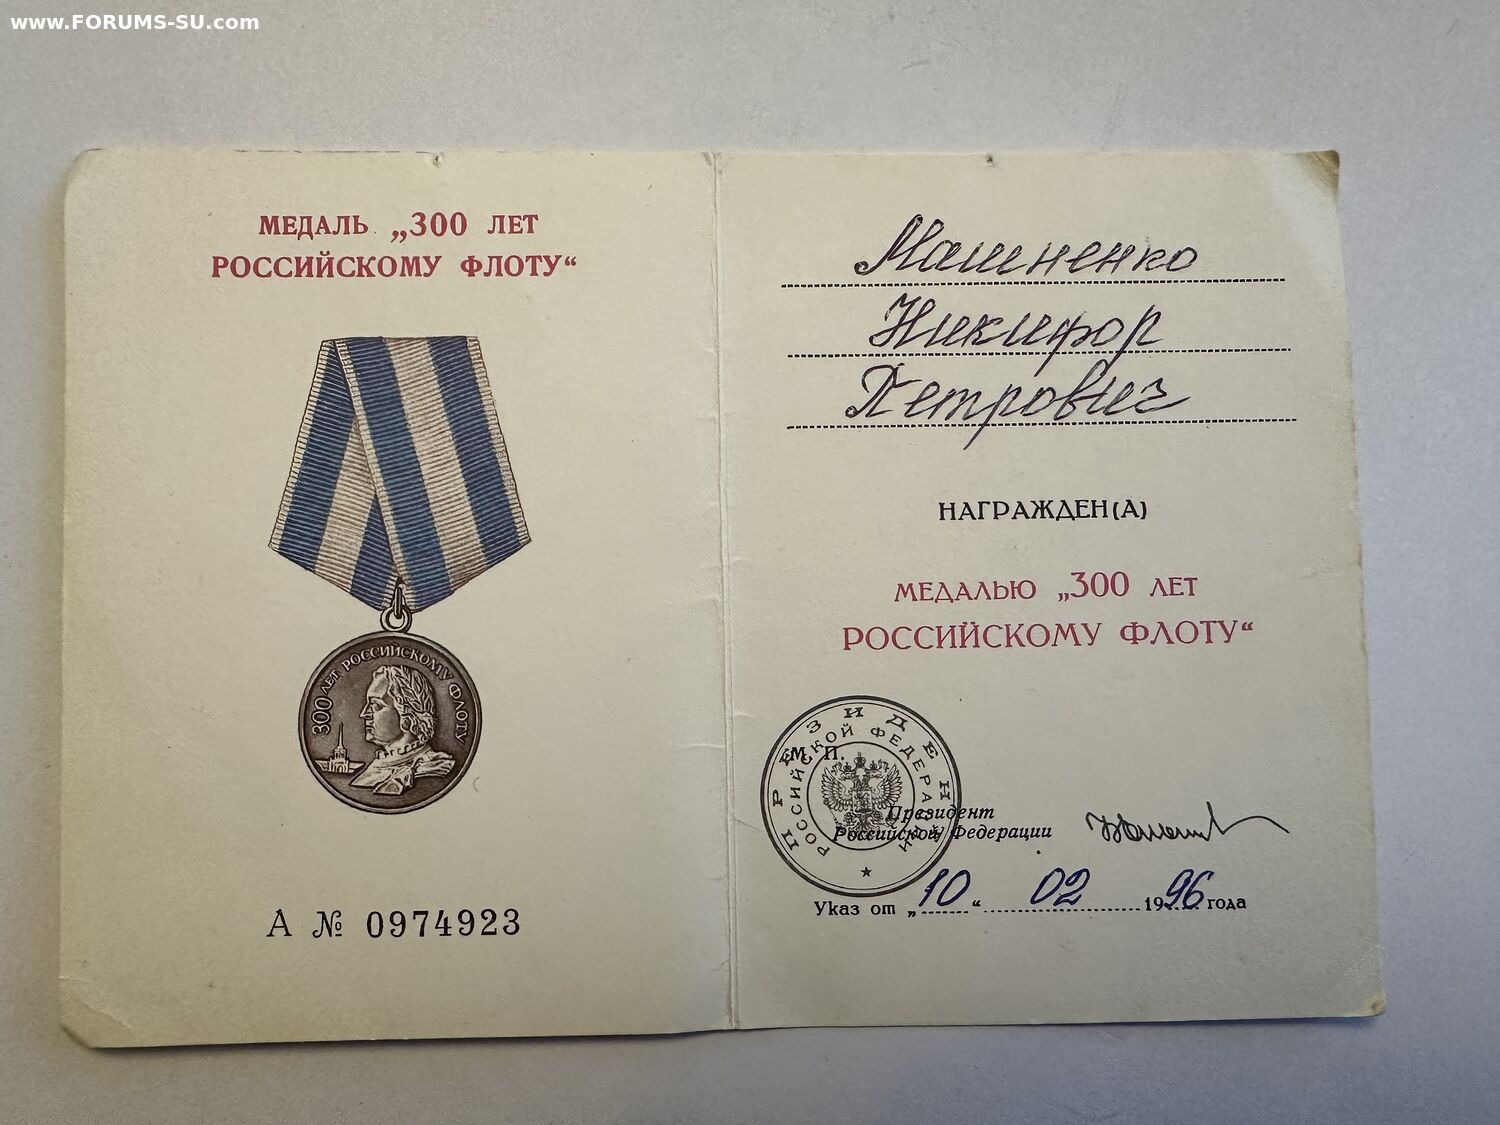 www.FORUMS-SU.com
МЕДАЛЬ „300 ЛЕТ
РОССИЙСКОМУ ФЛОТУ“
300 ЛЕТ РОССИЙСКОМУ ФЛОТУ
А № 0974923
Машненко
Никифор
Петрович
НАГРАЖДЕН(А)
МЕДАЛЬЮ „300 ЛЕТ
РОССИЙСКОМУ ФЛОТУ“
ПРЕЗИДЕНТ
РОССИЙСКОЙ ФЕДЕРАЦИИ
М. П.
Президент
Российской Федерации
Указ от „10“ 02 1996 года